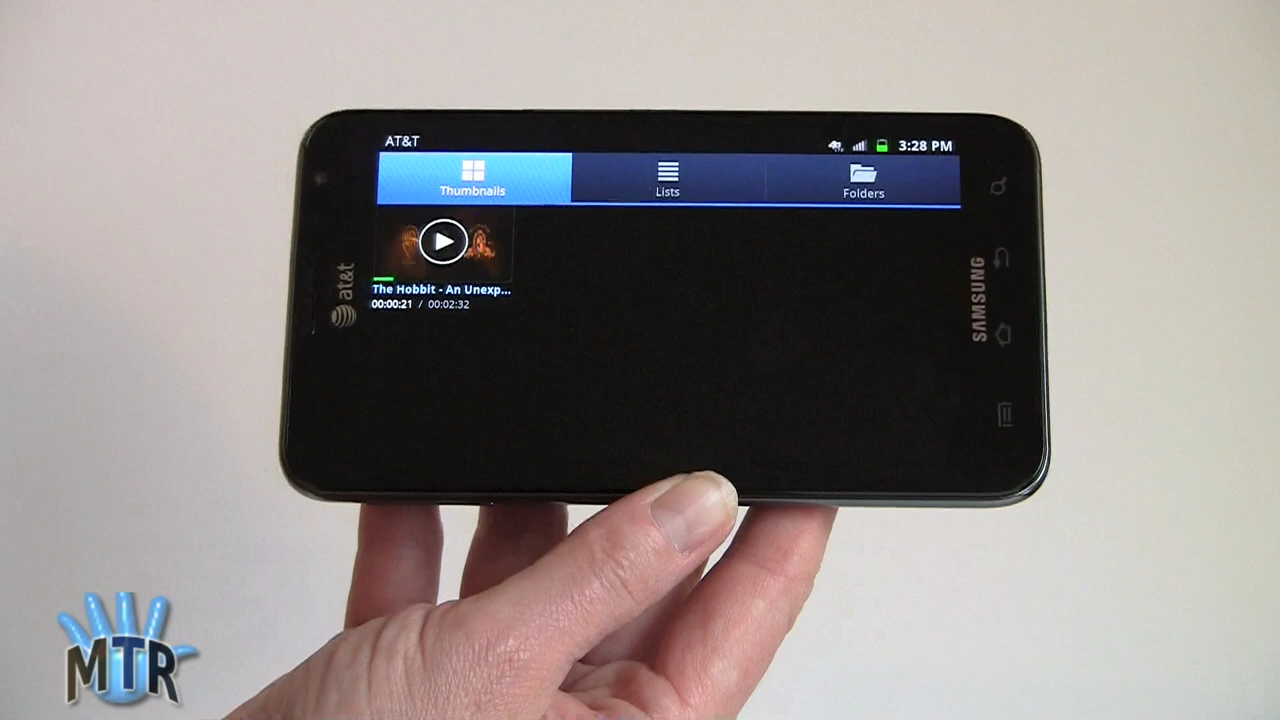 AT&T
3:28 PM
Thumbnails
Lists
Folders
The Hobbit - An Unexp...
00:00:21 / 00:02:32
at&t
SAMSUNG
MTR